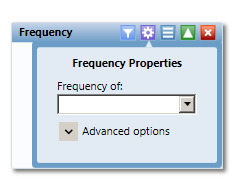 Frequency
Frequency Properties
Frequency of:
Advanced options